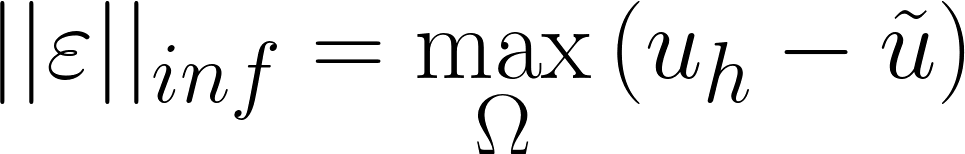 ||ε||_{inf} = max_Ω (u_h − ũ)